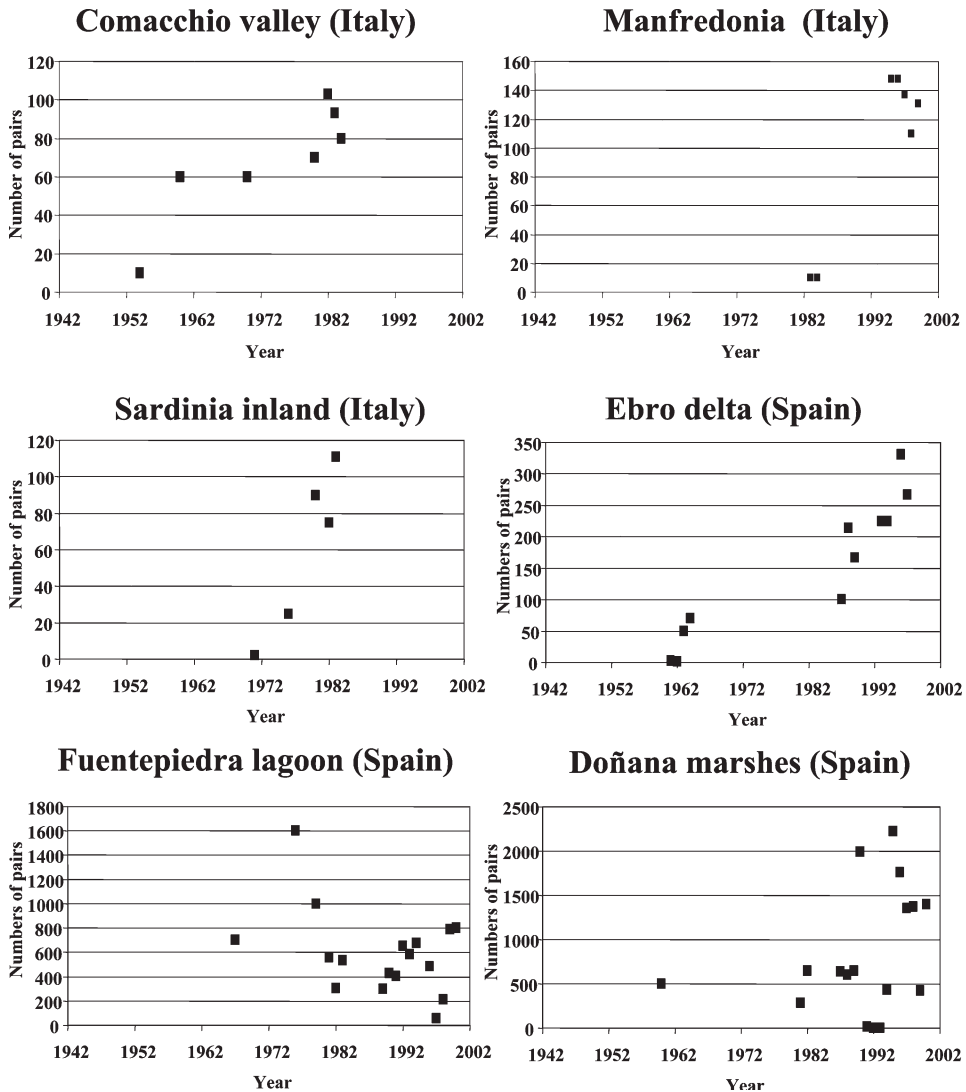 Comacchio valley (Italy)
Number of pairs
120
100
80
60
40
20
0
1942 1952 1962 1972 1982 1992 2002
Year
Manfredonia (Italy)
Number of pairs
160
140
120
100
80
60
40
20
0
1942 1952 1962 1972 1982 1992 2002
Year
Sardinia inland (Italy)
Number of pairs
120
100
80
60
40
20
0
1942 1952 1962 1972 1982 1992 2002
Year
Ebro delta (Spain)
Numbers of pairs
350
300
250
200
150
100
50
0
1942 1952 1962 1972 1982 1992 2002
Year
Fuentepiedra lagoon (Spain)
Numbers of pairs
1800
1600
1400
1200
1000
800
600
400
200
0
1942 1952 1962 1972 1982 1992 2002
Year
Doñana marshes (Spain)
Numbers of pairs
2500
2000
1500
1000
500
0
1942 1952 1962 1972 1982 1992 2002
Year